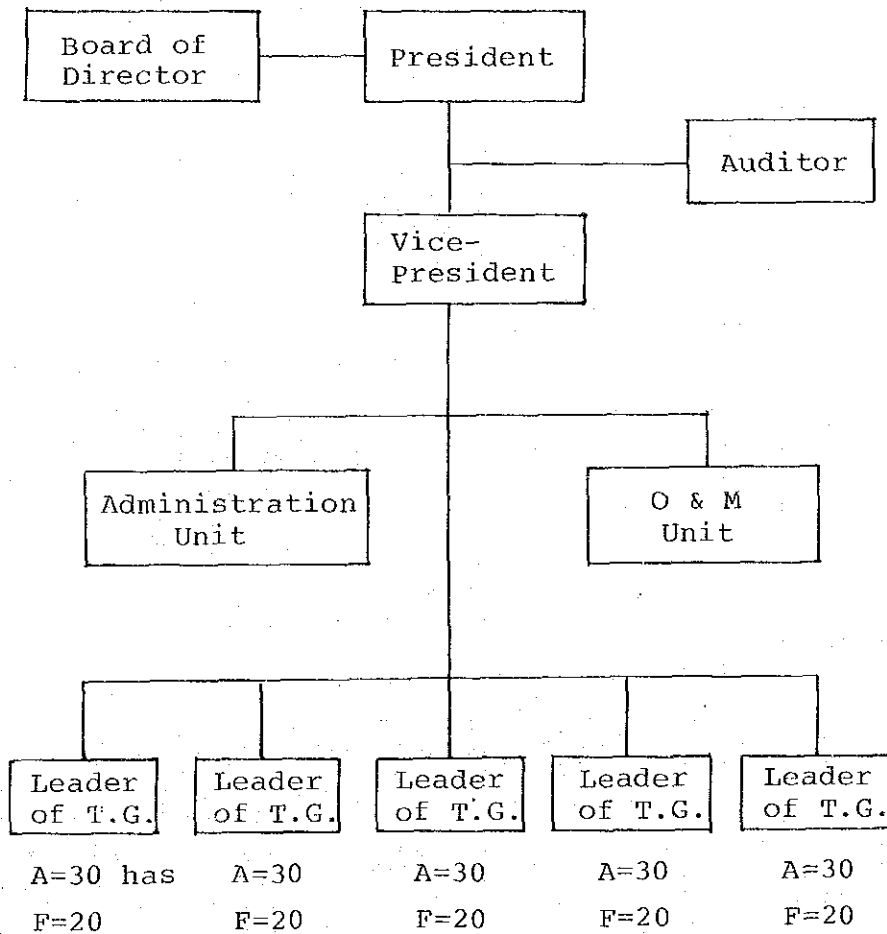 Board of
Director
President
Auditor
Vice-
President
Administration
Unit
O & M
Unit
Leader
of T.G.
Leader
of T.G.
Leader
of T.G.
Leader
of T.G.
Leader
of T.G.
A=30 has
F=20
A=30
F=20
A=30
F=20
A=30
F=20
A=30
F=20